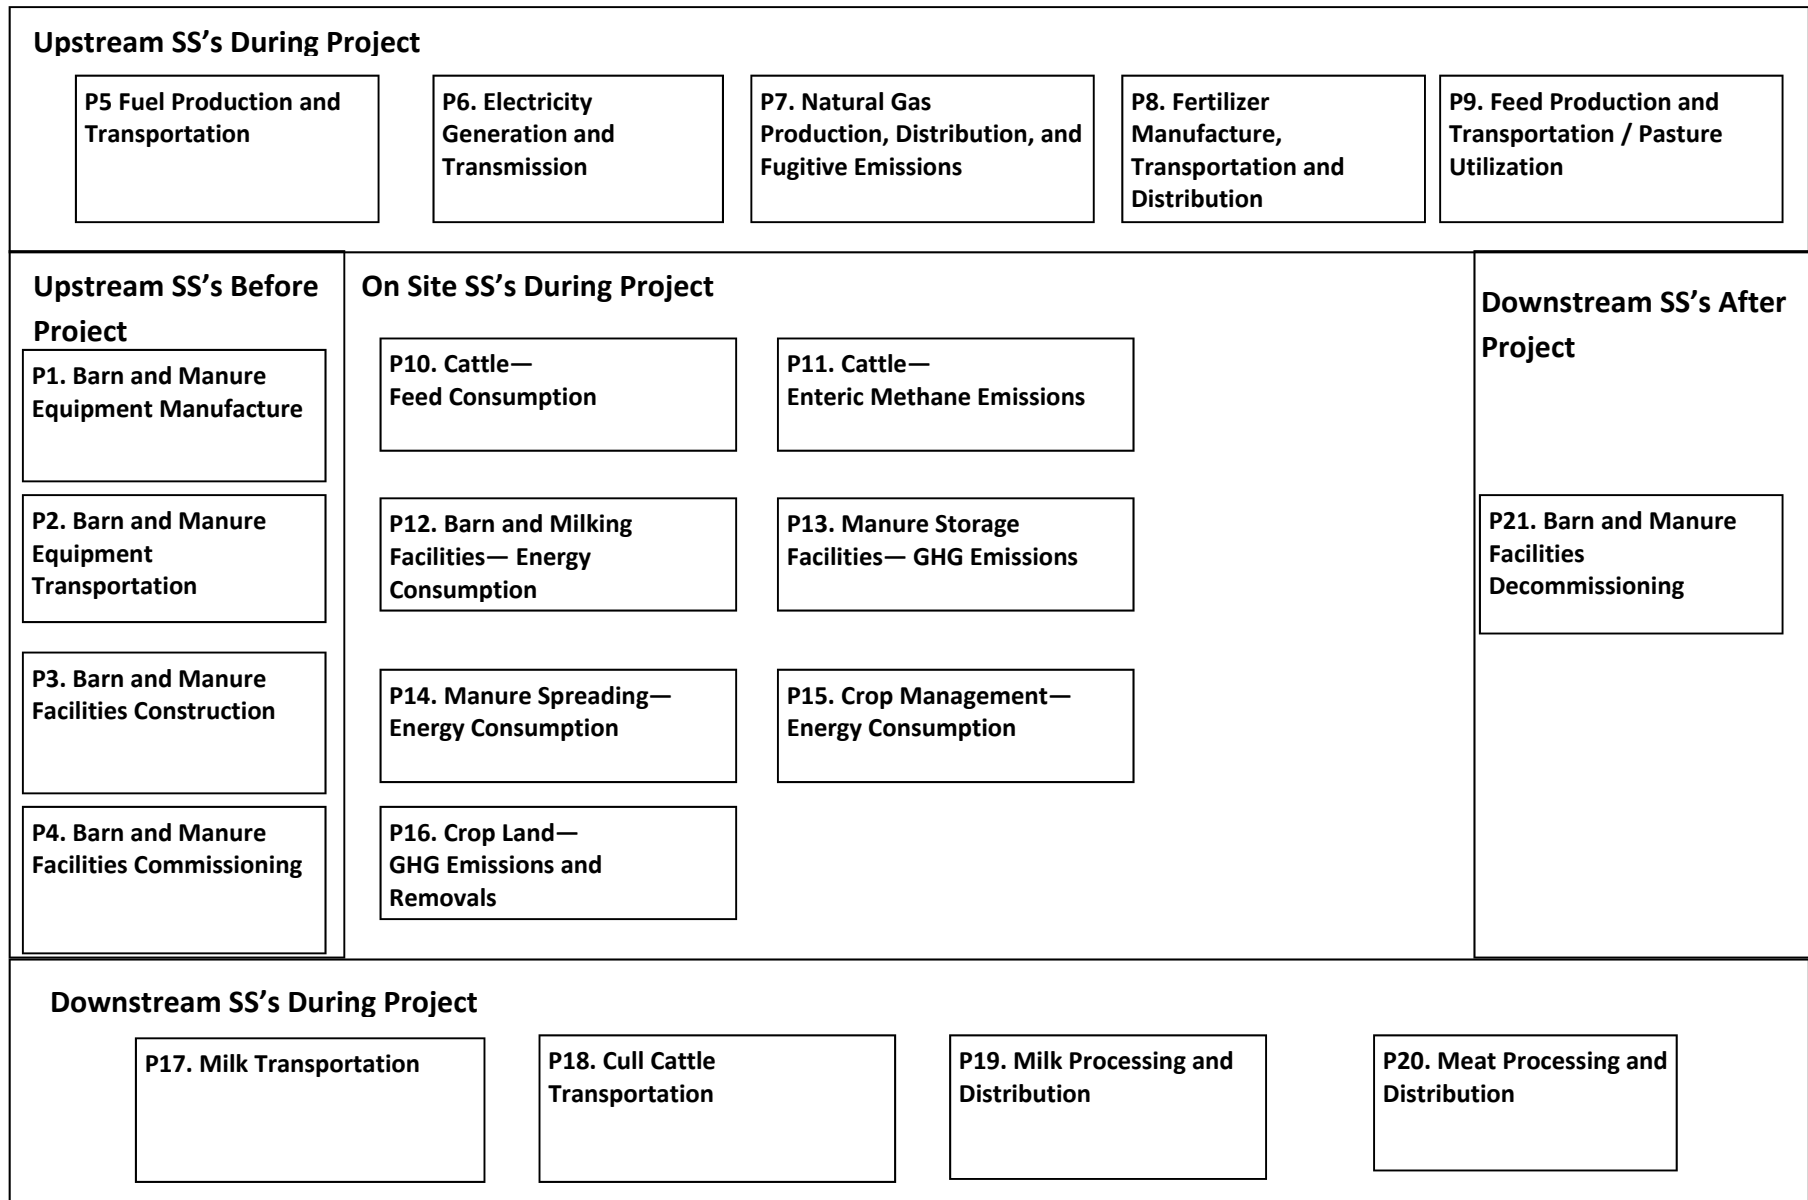 Upstream SS’s During Project
P5 Fuel Production and
Transportation
P6. Electricity
Generation and
Transmission
P7. Natural Gas
Production, Distribution, and
Fugitive Emissions
P8. Fertilizer
Manufacture,
Transportation and
Distribution
P9. Feed Production and
Transportation / Pasture
Utilization
Upstream SS’s Before
Project
P1. Barn and Manure
Equipment Manufacture
P2. Barn and Manure
Equipment
Transportation
P3. Barn and Manure
Facilities Construction
P4. Barn and Manure
Facilities Commissioning
On Site SS’s During Project
P10. Cattle—
Feed Consumption
P11. Cattle—
Enteric Methane Emissions
P12. Barn and Milking
Facilities— Energy
Consumption
P13. Manure Storage
Facilities— GHG Emissions
P14. Manure Spreading—
Energy Consumption
P15. Crop Management—
Energy Consumption
P16. Crop Land—
GHG Emissions and
Removals
Downstream SS’s After
Project
P21. Barn and Manure
Facilities
Decommissioning
Downstream SS’s During Project
P17. Milk Transportation
P18. Cull Cattle
Transportation
P19. Milk Processing and
Distribution
P20. Meat Processing and
Distribution